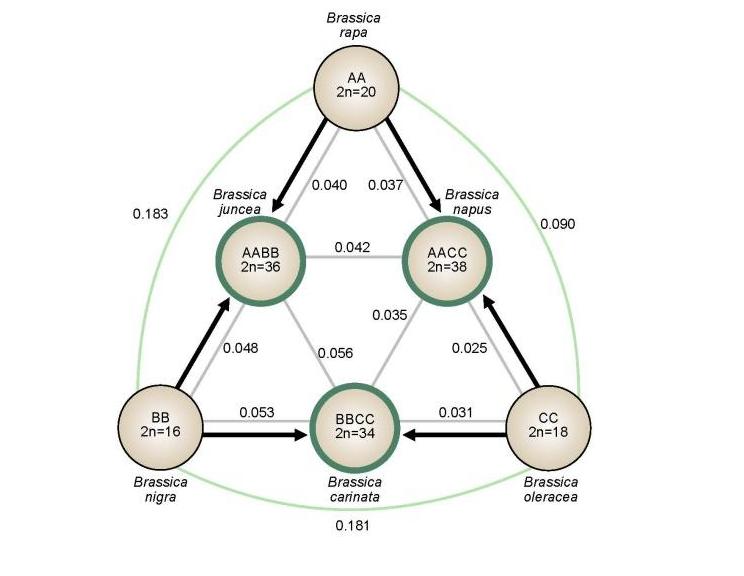 Brassica
rapa
AA
2n=20
0.040
0.037
Brassica
juncea
Brassica
napus
0.183
0.090
AABB
2n=36
0.042
AACC
2n=38
0.035
0.048
0.056
0.025
BB
2n=16
0.053
BBCC
2n=34
0.031
CC
2n=18
Brassica
nigra
Brassica
carinata
Brassica
oleracea
0.181